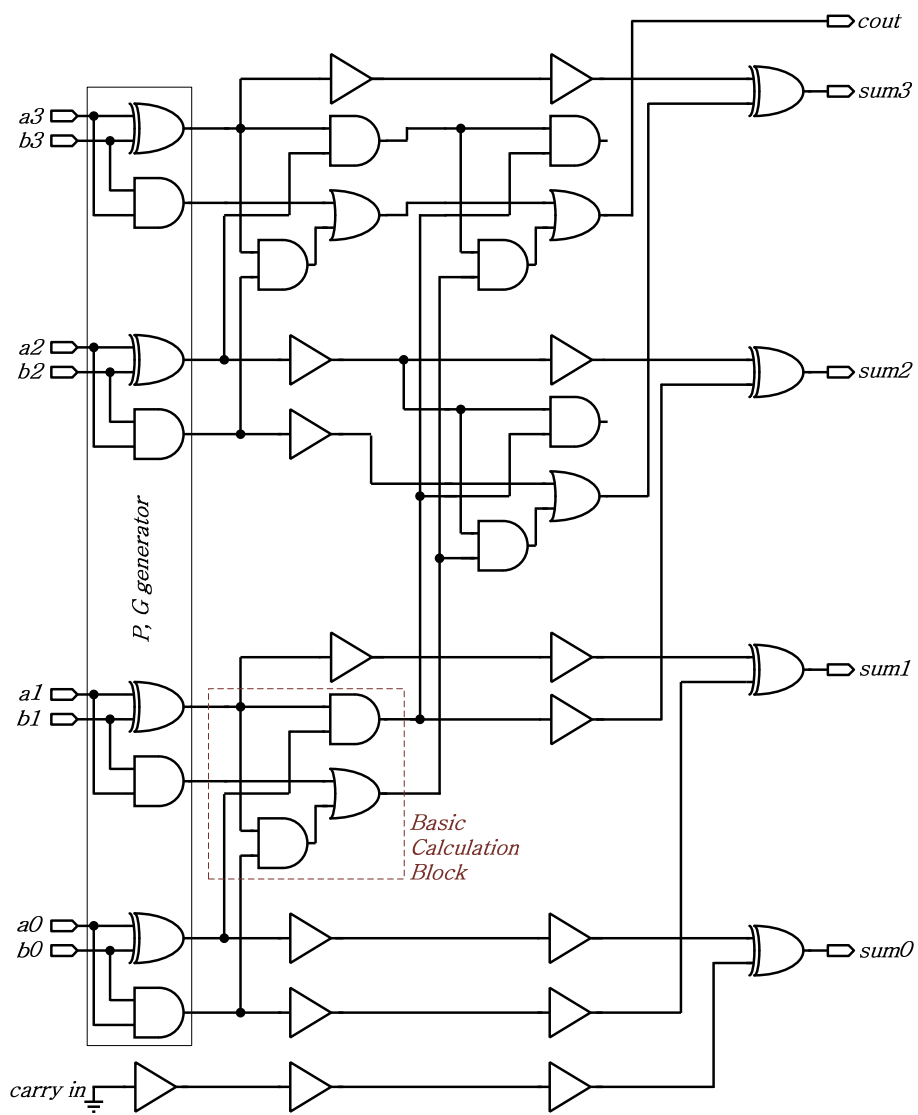 cout
sum3
a3
b3
a2
b2
sum2
P, G generator
a1
b1
sum1
Basic
Calculation
Block
a0
b0
sum0
carry in